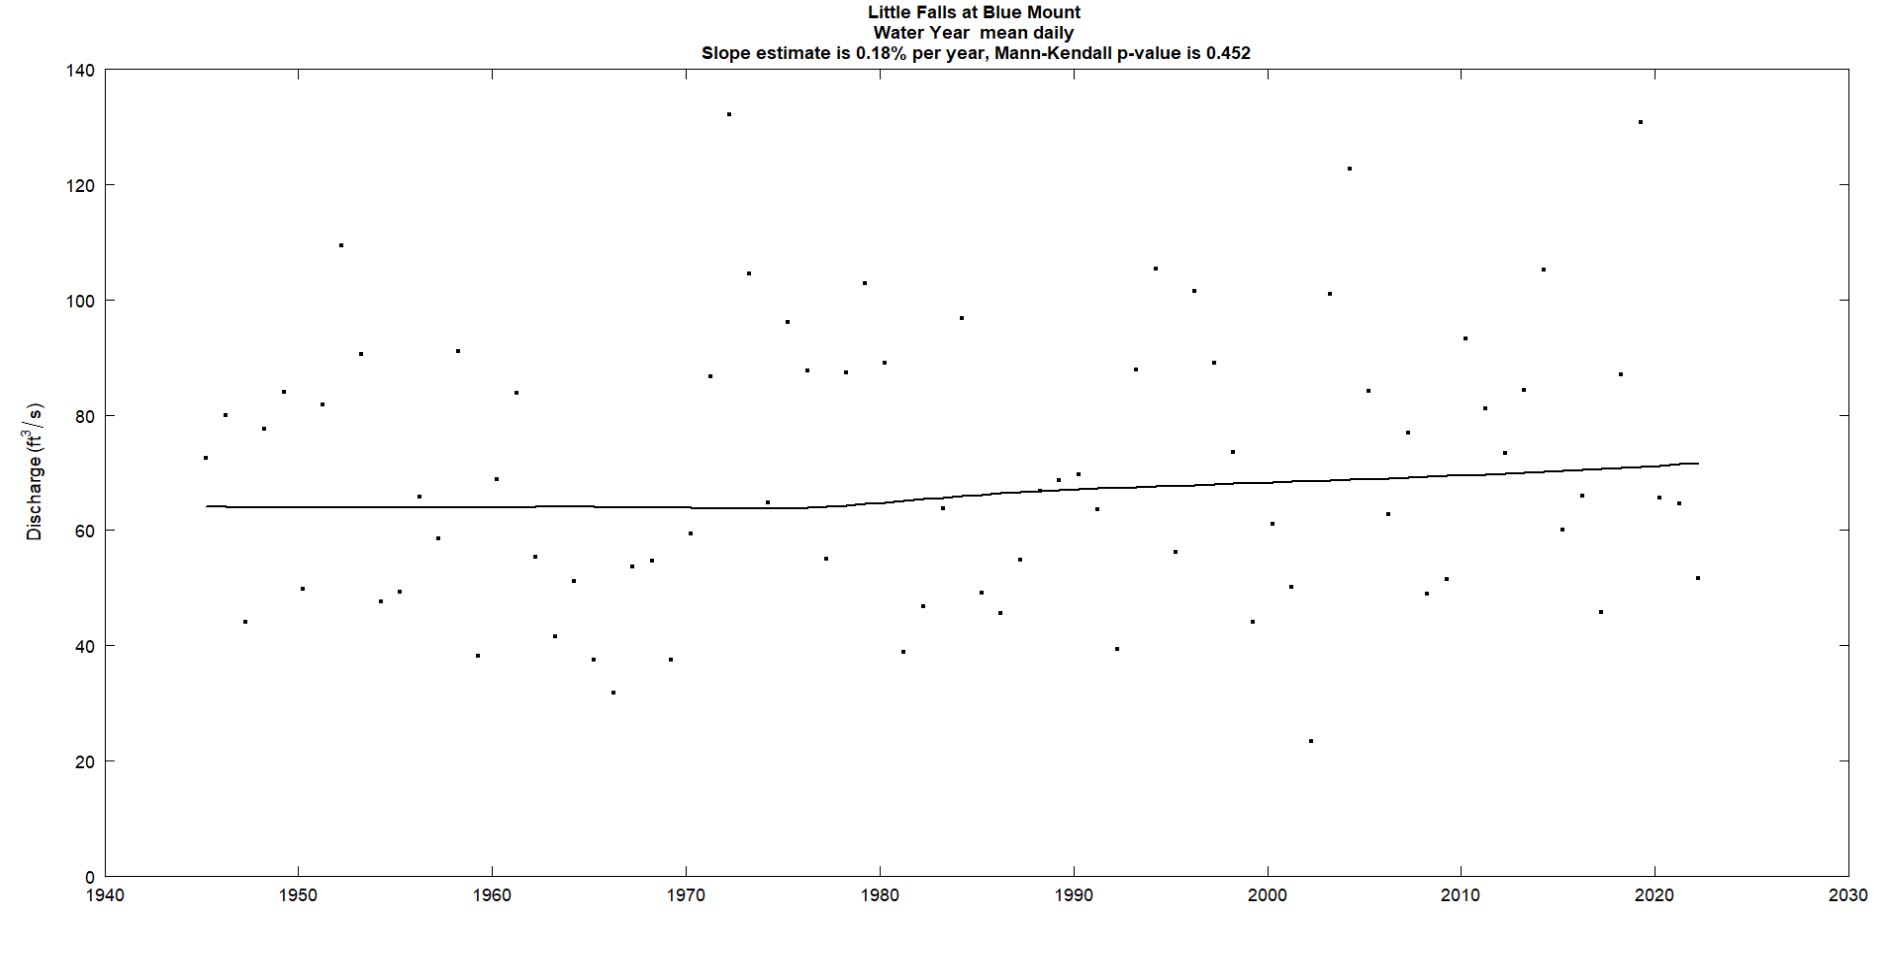 Little Falls at Blue Mount
Water Year mean daily
Slope estimate is 0.18% per year, Mann-Kendall p-value is 0.452
140
120
100
80
60
40
20
0
Discharge (ft³/s)
1940 1950 1960 1970 1980 1990 2000 2010 2020 2030